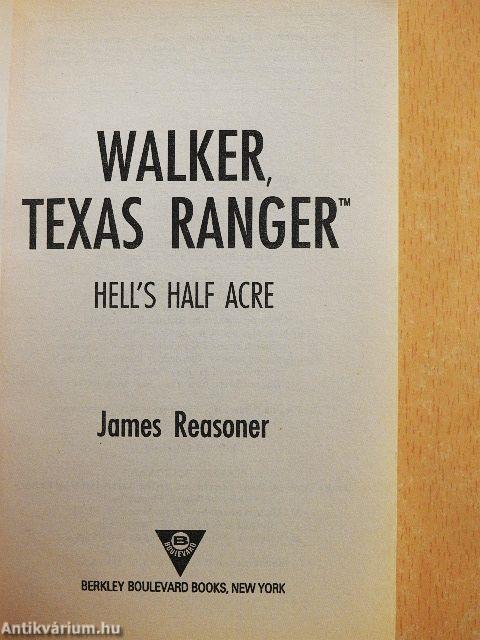 WALKER,
TEXAS RANGER™
HELL'S HALF ACRE
James Reasoner
B
BOULEVARD
BERKLEY BOULEVARD BOOKS, NEW YORK
Antikvárium.hu